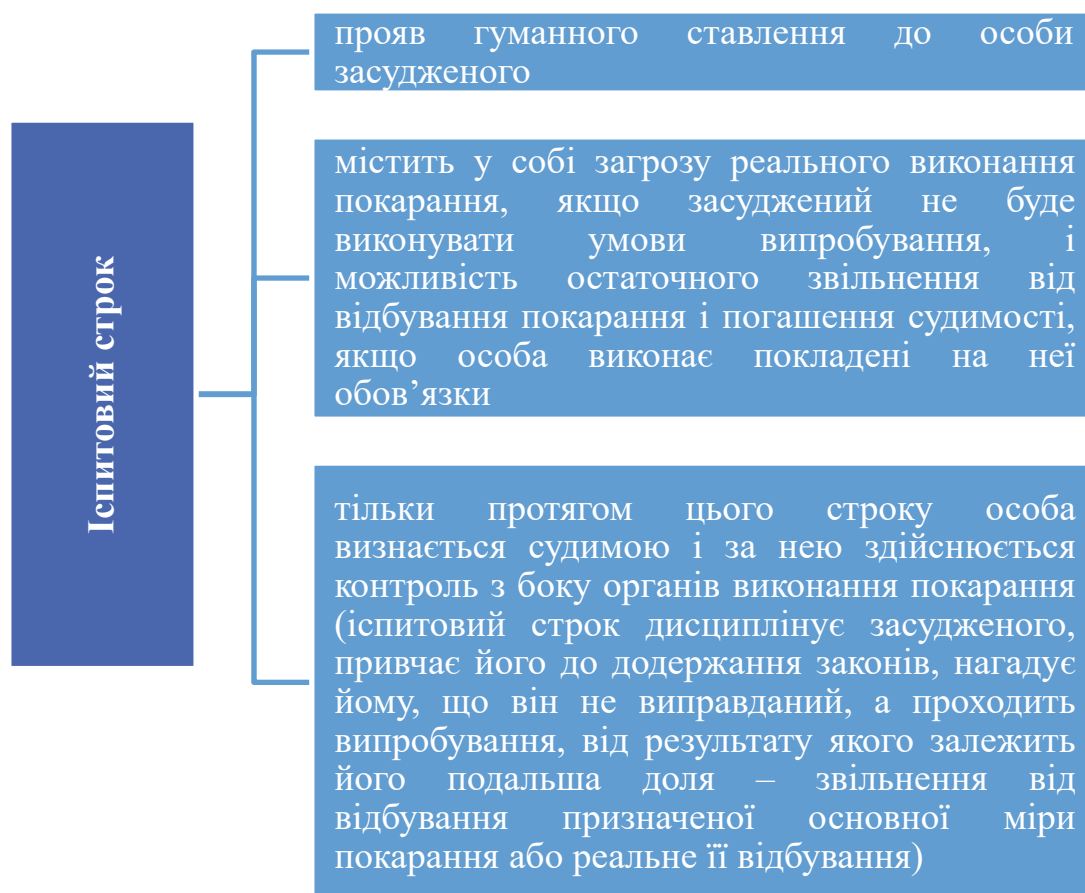 Іспитовий строк
прояв гуманного ставлення до особи
засудженого
містить у собі загрозу реального виконання
покарання, якщо засуджений не буде
виконувати умови випробування, і
можливість остаточного звільнення від
відбування покарання і погашення судимості,
якщо особа виконає покладені на неї
обов’язки
тільки протягом цього строку особа
визнається судимою і за нею здійснюється
контроль з боку органів виконання покарання
(іспитовий строк дисциплінує засудженого,
привчає його до додержання законів, нагадує
йому, що він не виправданий, а проходить
випробування, від результату якого залежить
його подальша доля – звільнення від
відбування призначеної основної міри
покарання або реальне її відбування)